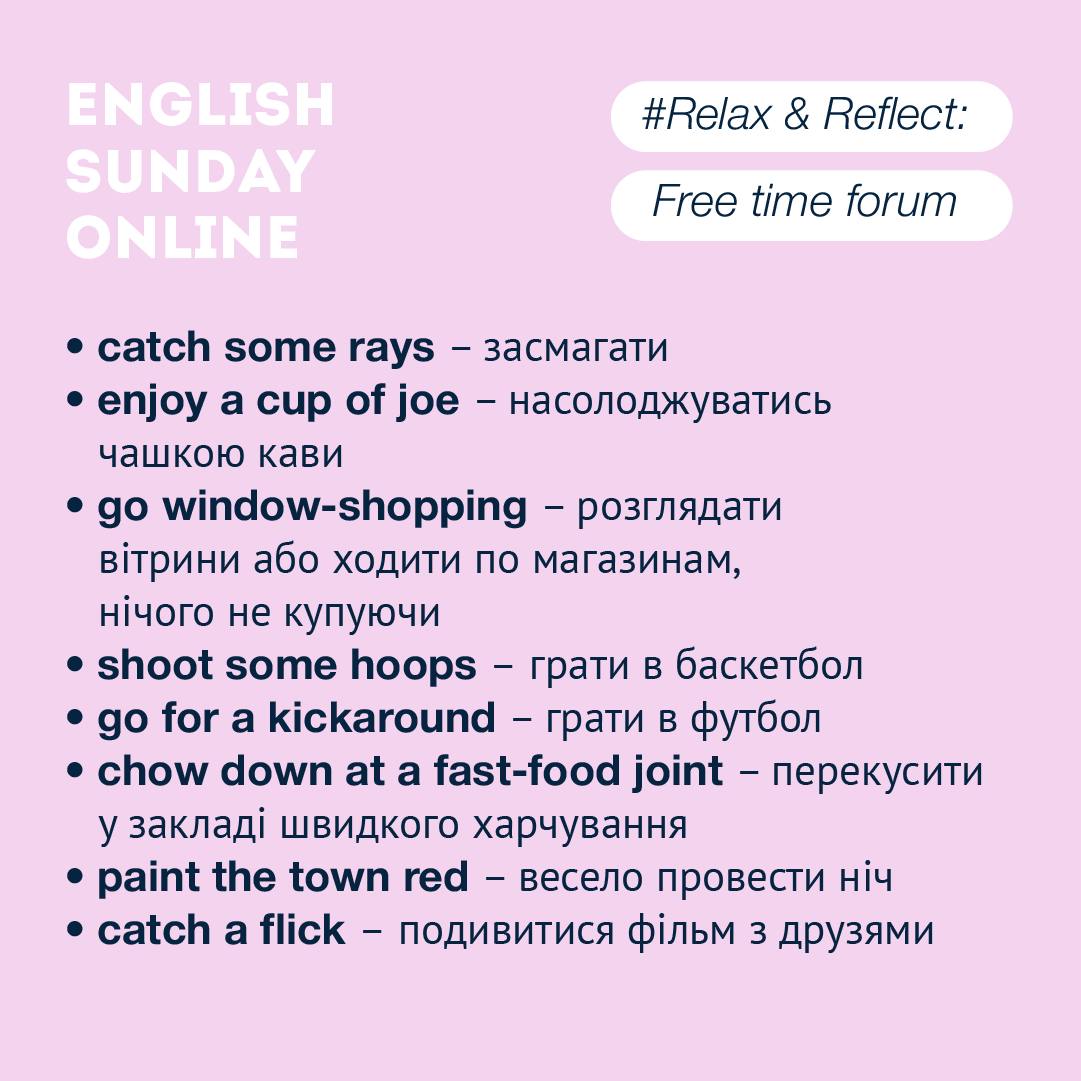 ENGLISH
SUNDAY
ONLINE
#Relax & Reflect:
Free time forum
• catch some rays – засмагати
• enjoy a cup of joe – насолоджуватись
чашкою кави
• go window-shopping – розглядати
вітрини або ходити по магазинам,
нічого не купуючи
• shoot some hoops – грати в баскетбол
• go for a kickaround – грати в футбол
• chow down at a fast-food joint – перекусити
у закладі швидкого харчування
• paint the town red – весело провести ніч
• catch a flick – подивитися фільм з друзями